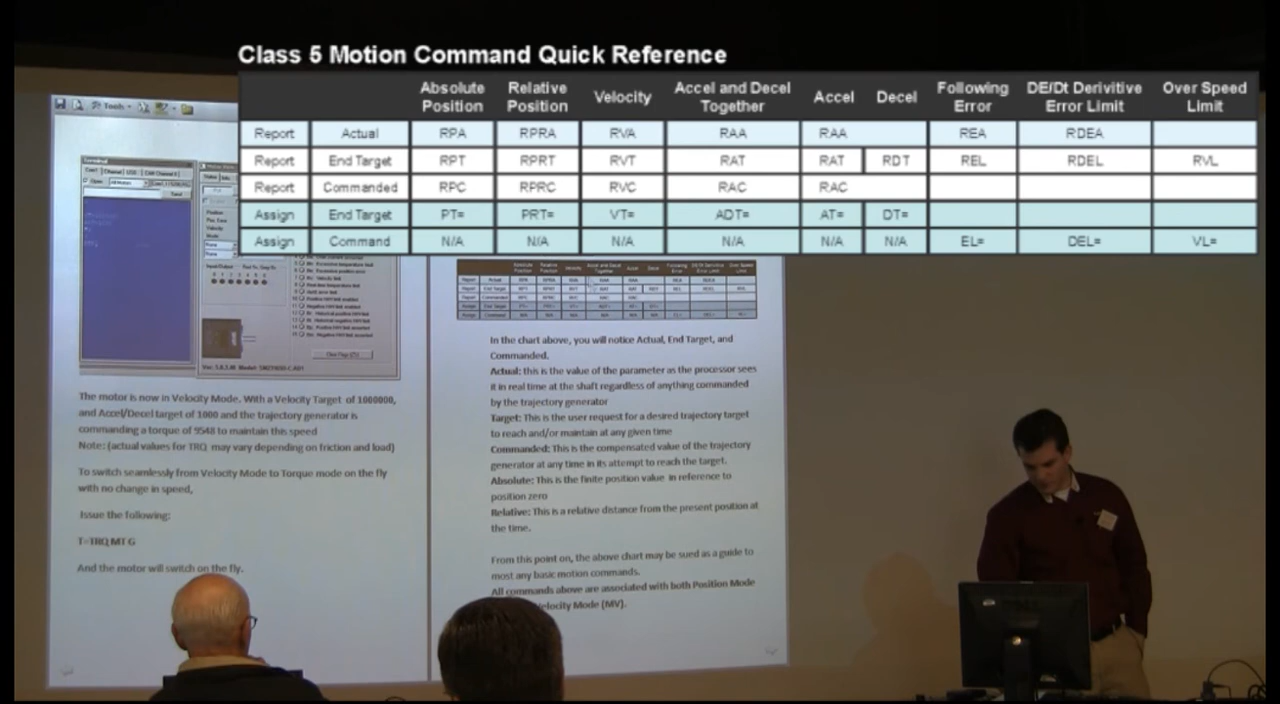 Class 5 Motion Command Quick Reference
Absolute Position Relative Position Velocity Accel and Decel Together Accel Decel Following Error DE/Dt Derivitive Error Limit Over Speed Limit
Report Actual RPA RPRA RVA RAA RAA REA RDEA
Report End Target RPT RPRT RVT RAT RAT RDT REL RDEL RVL
Report Commanded RPC RPRC RVC RAC RAC
Assign End Target PT= PRT= VT= ADT= AT= DT=
Assign Command N/A N/A N/A N/A N/A N/A EL= DEL= VL=
Tools
Terminal
The motor is now in Velocity Mode. With a Velocity Target of 1000000,
and Accel/Decel target of 1000 and the trajectory generator is
commanding a torque of 9548 to maintain this speed
Note: (actual values for TRQ may vary depending on friction and load)
To switch seamlessly from Velocity Mode to Torque mode on the fly
with no change in speed,
Issue the following:
T=TRQ MT G
And the motor will switch on the fly.
In the chart above, you will notice Actual, End Target, and
Commanded.
Actual: this is the value of the parameter as the processor sees
it in real time at the shaft regardless of anything commanded
by the trajectory generator
Target: This is the user request for a desired trajectory target
to reach and/or maintain at any given time
Commanded: This is the compensated value of the trajectory
generator at any time in its attempt to reach the target.
Absolute: This is the finite position value in reference to
position zero
Relative: This is a relative distance from the present position at
the time.
From this point on, the above chart may be sued as a guide to
most any basic motion commands.
All commands above are associated with both Position Mode
elocity Mode (MV).